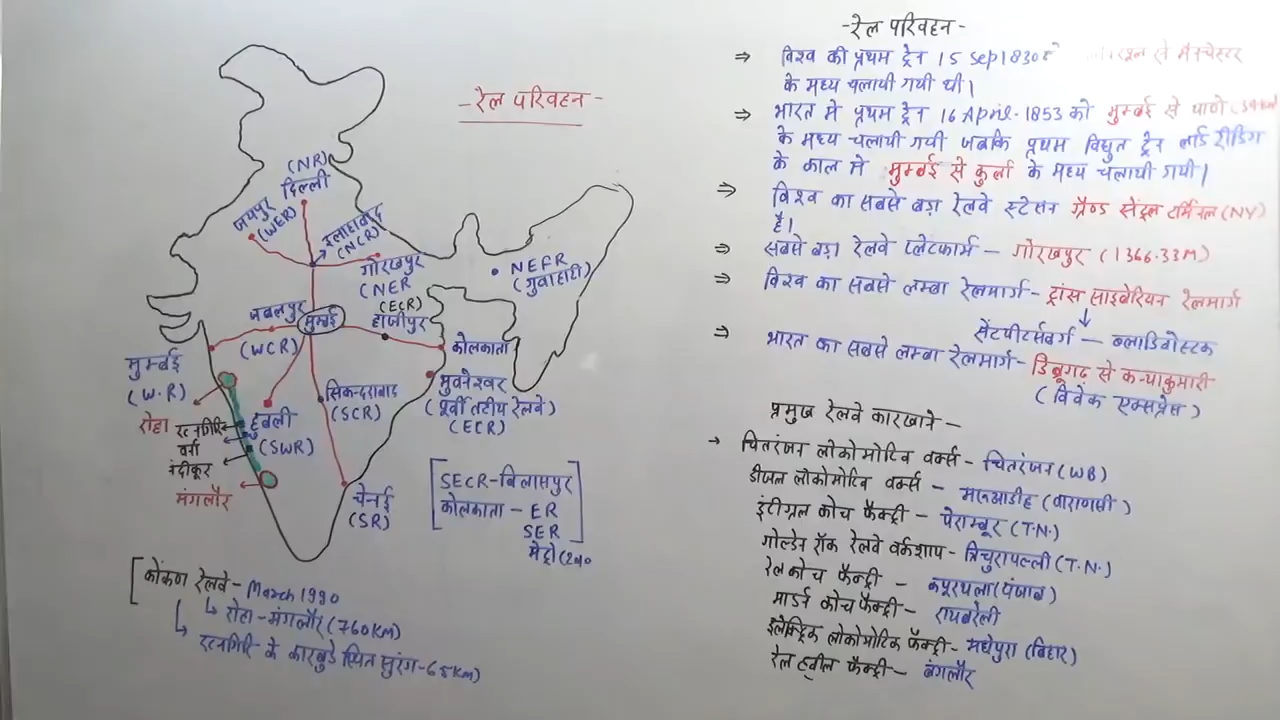 -रेल परिवहन-
(NR)
दिल्ली
जयपुर
(WER)
इलाहाबाद
(NCR)
गोरखपुर
(NER
(ECR)
हाजीपुर
NEFR
(गुवाहाटी)
जबलपुर
(WCR)
मुम्बई
कोलकाता
मुम्बई
(W.R)
भुवनेश्वर
(पूर्वी तटीय रेलवे)
(ECR)
सिकन्दराबाद
(SCR)
हुबली
(SWR)
रोहा
रत्नागिरि
वर्ना
नंदीकूर
मंगलौर
चेन्नई
(SR)
SECR-बिलासपुर
कोलकाता - ER
SER
मेट्रो
कोंकण रेलवे - March 1990
रोहा-मंगलौर (760KM)
रत्नागिरि के कारबुडे स्थित सुरंग-6.5KM)
-रेल परिवहन-
⇒ विश्व की प्रथम ट्रेन 15 Sep 1830 से मैनचेस्टर
के मध्य चलायी गयी थी।
⇒ भारत मे प्रथम ट्रेन 16 April-1853 को मुम्बई से थाणे
के मध्य चलायी गयी जबकि प्रथम विद्युत ट्रेन लार्ड रीडिंग
के काल मे मुम्बई से कुर्ला के मध्य चलायी गयी।
⇒ विश्व का सबसे बड़ा रेलवे स्टेसन ग्रैण्ड सेंट्रल टर्मिनल (NY)
है।
⇒ सबसे बड़ा रेलवे प्लेटफार्म - गोरखपुर (1366.33M)
⇒ विश्व का सबसे लम्बा रेलमार्ग - ट्रांस साइबेरियन रेलमार्ग
सेंटपीटर्सबर्ग - ब्लाडिवोस्टक
⇒ भारत का सबसे लम्बा रेलमार्ग - डिब्रूगढ़ से कन्याकुमारी
(विवेक एक्सप्रेस)
प्रमुख रेलवे कारखाने -
→ चितरंजन लोकोमोटिव वर्क्स - चितरंजन (WB)
डीजल लोकोमोटिव वर्क्स - मण्डुआडीह (वाराणसी)
इंटीग्रल कोच फैक्ट्री - पेराम्बूर (T.N.)
गोल्डेन रॉक रेलवे वर्कशाप - त्रिचुरापल्ली (T.N.)
रेल कोच फैक्ट्री - कपूरथला (पंजाब)
मार्डन कोच फैक्ट्री - रायबरेली
इलेक्ट्रिक लोकोमोटिव फैक्ट्री - मधेपुरा (बिहार)
रेल व्हील फैक्ट्री - बंगलौर